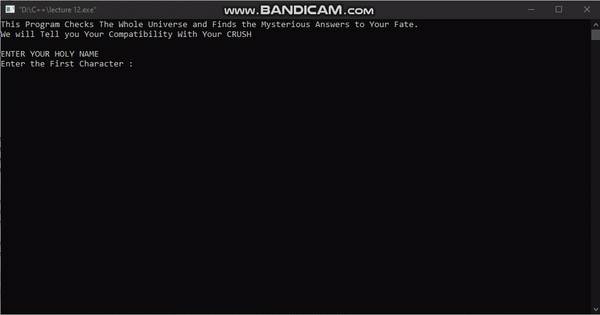 www.BANDICAM.com
"D:\C++\lecture 12.exe"
This Program Checks The Whole Universe and Finds the Mysterious Answers to Your Fate.
We will Tell you Your Compatibility With Your CRUSH
ENTER YOUR HOLY NAME
Enter the First Character :